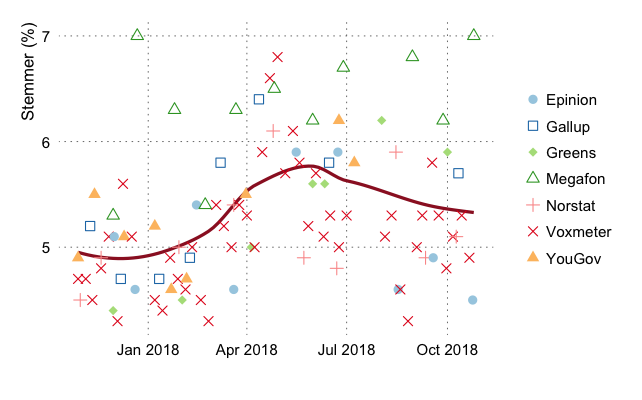 Stemmer (%)
7
6
5
Jan 2018 Apr 2018 Jul 2018 Oct 2018
Epinion
Gallup
Greens
Megafon
Norstat
Voxmeter
YouGov